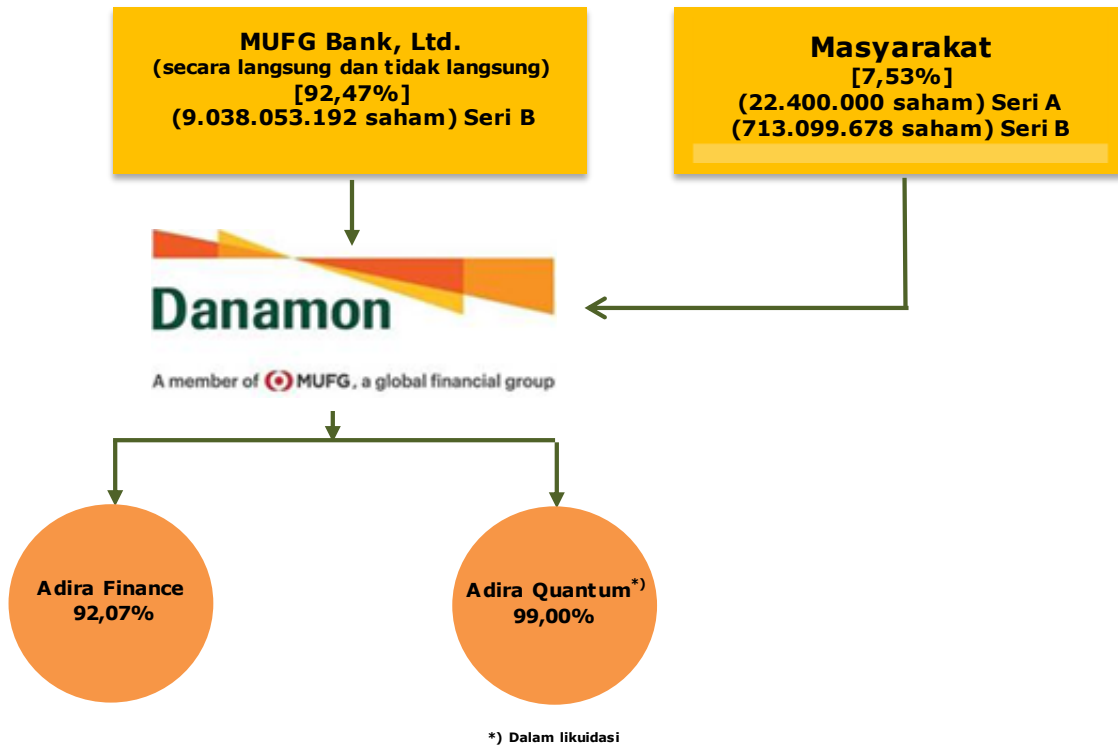 MUFG Bank, Ltd.
(secara langsung dan tidak langsung)
[92,47%]
(9.038.053.192 saham) Seri B
Masyarakat
[7,53%]
(22.400.000 saham) Seri A
(713.099.678 saham) Seri B
Danamon
A member of MUFG, a global financial group
Adira Finance
92,07%
Adira Quantum*)
99,00%
*) Dalam likuidasi